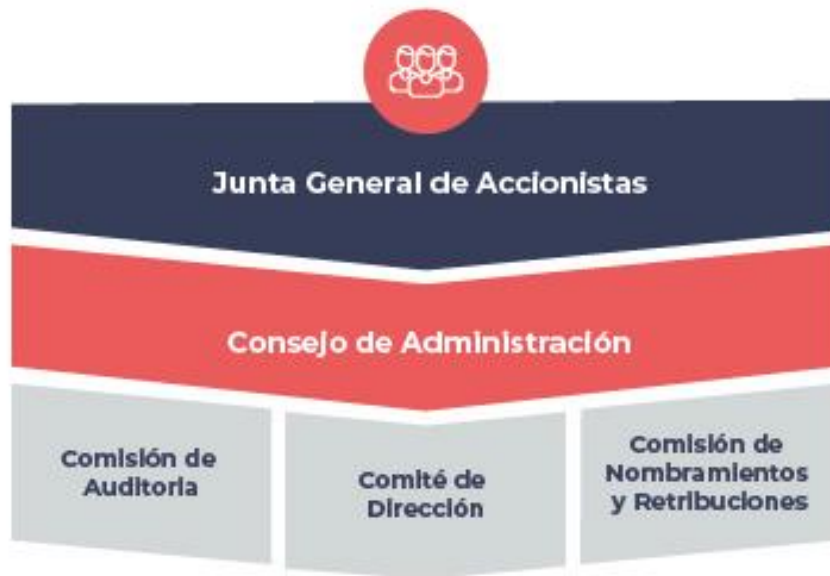 Junta General de Accionistas
Consejo de Administración
Comisión de
Auditoria
Comité de
Dirección
Comisión de
Nombramientos
y Retribuciones